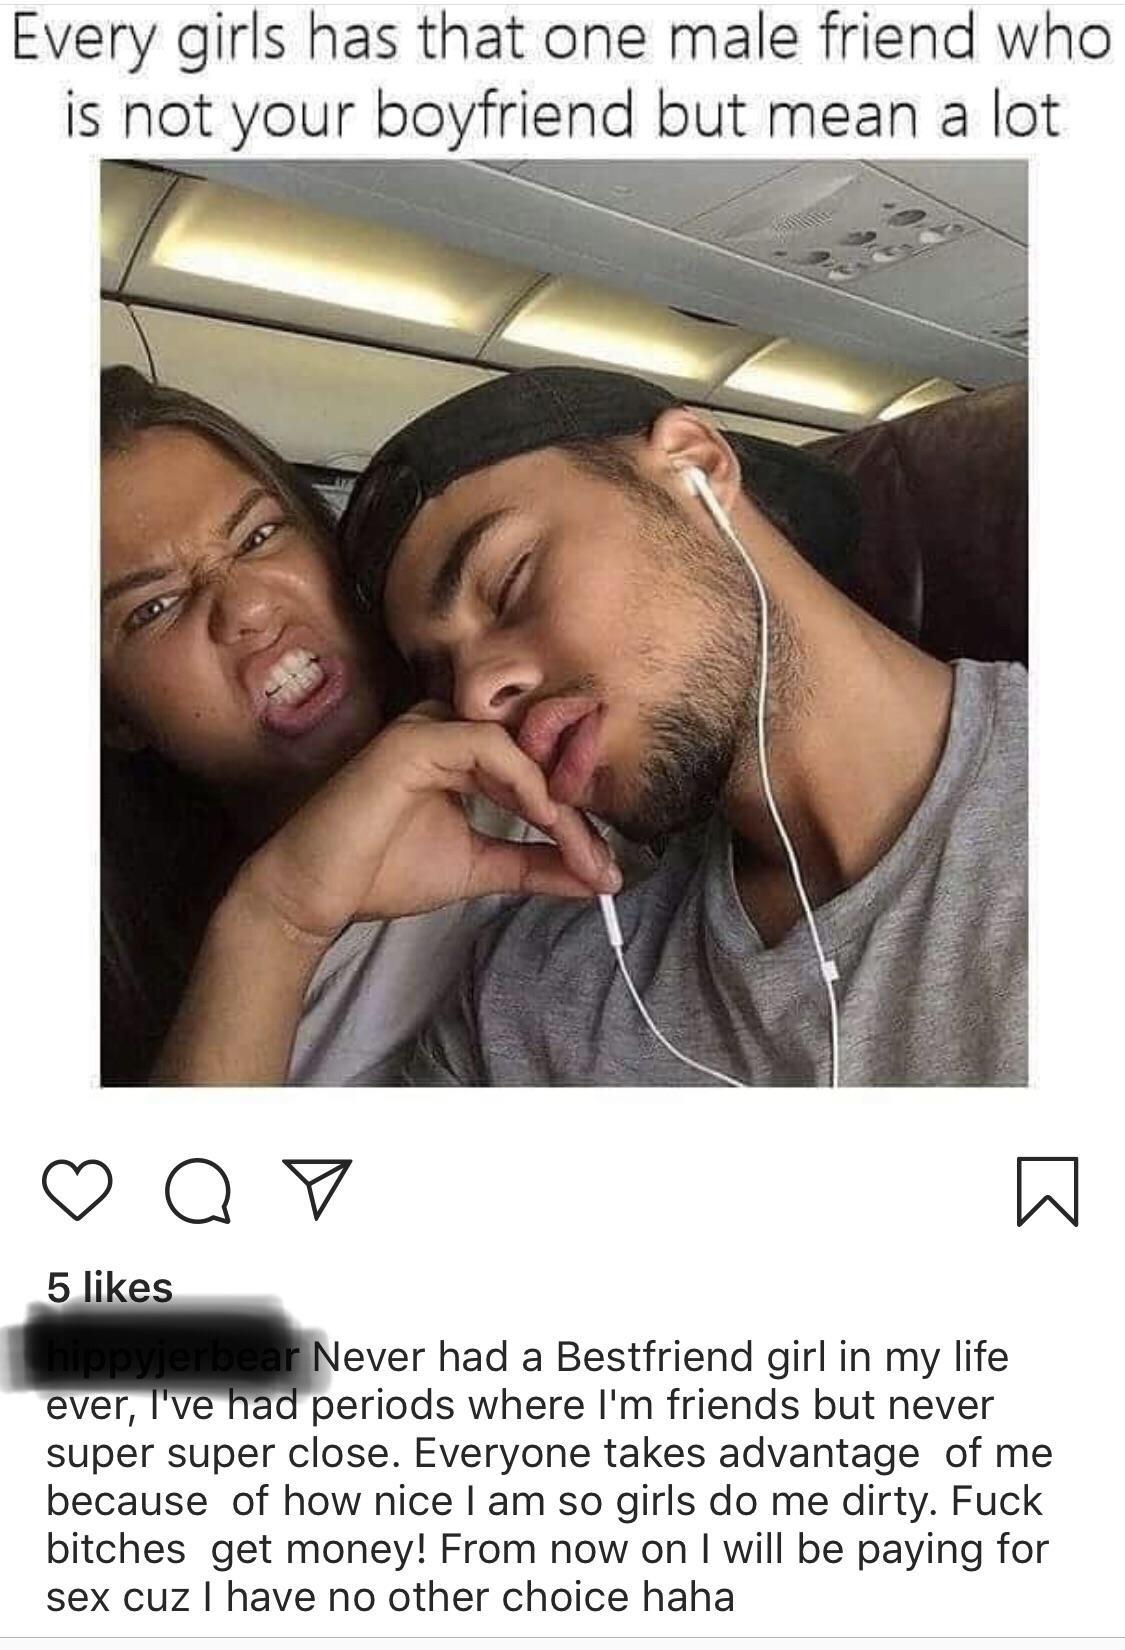 Every girls has that one male friend who
is not your boyfriend but mean a lot
5 likes
hippyjerbear Never had a Bestfriend girl in my life
ever, I've had periods where I'm friends but never
super super close. Everyone takes advantage of me
because of how nice I am so girls do me dirty. Fuck
bitches get money! From now on I will be paying for
sex cuz I have no other choice haha